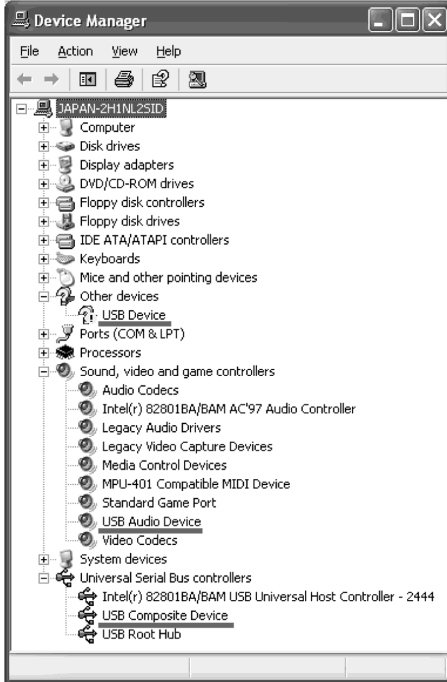 Device Manager
File Action View Help
JAPAN-2H1NL2SID
Computer
Disk drives
Display adapters
DVD/CD-ROM drives
Floppy disk controllers
Floppy disk drives
IDE ATA/ATAPI controllers
Keyboards
Mice and other pointing devices
Other devices
USB Device
Ports (COM & LPT)
Processors
Sound, video and game controllers
Audio Codecs
Intel(r) 82801BA/BAM AC'97 Audio Controller
Legacy Audio Drivers
Legacy Video Capture Devices
Media Control Devices
MPU-401 Compatible MIDI Device
Standard Game Port
USB Audio Device
Video Codecs
System devices
Universal Serial Bus controllers
Intel(r) 82801BA/BAM USB Universal Host Controller - 2444
USB Composite Device
USB Root Hub